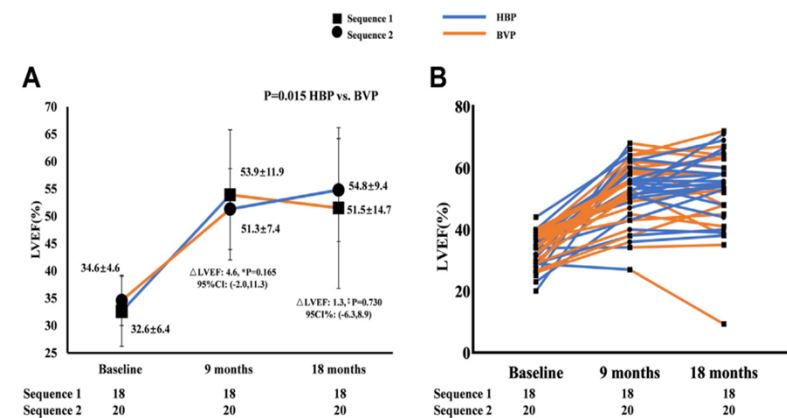 Sequence 1
HBP
Sequence 2
BVP
A
P=0.015 HBP vs. BVP
LVEF(%)
70
65
60
55
50
45
40
35
30
25
53.9±11.9
54.8±9.4
51.5±14.7
51.3±7.4
34.6±4.6
32.6±6.4
△LVEF: 4.6, *P=0.165
95%CI: (-2.0,11.3)
△LVEF: 1.3,‡P=0.730
95CI%: (-6.3,8.9)
Baseline 9 months 18 months
Sequence 1 18 18 18
Sequence 2 20 20 20
B
LVEF(%)
80
60
40
20
0
Baseline 9 months 18 months
Sequence 1 18 18 18
Sequence 2 20 20 20